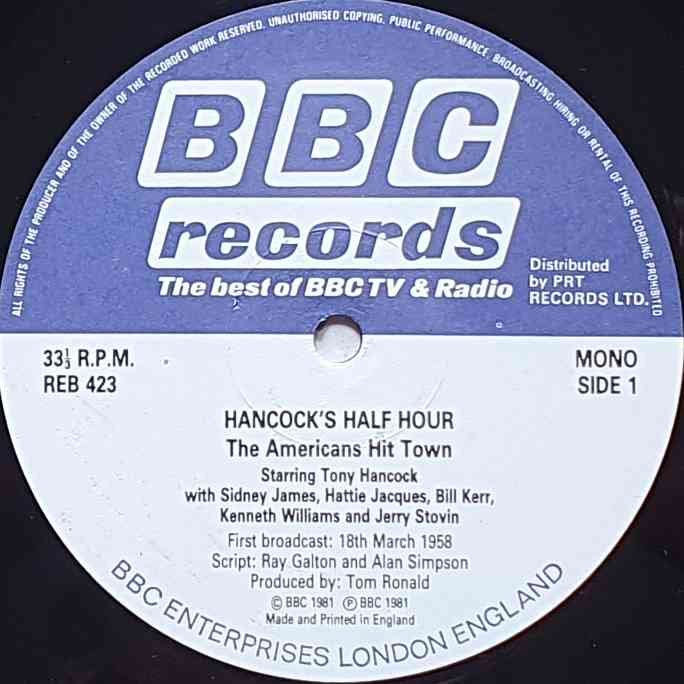 ALL RIGHTS OF THE PRODUCER AND OF THE OWNER OF THE RECORDED WORK RESERVED. UNAUTHORISED COPYING, PUBLIC PERFORMANCE, BROADCASTING HIRING OR RENTAL OF THIS RECORDING PROHIBITED
BBC
records
The best of BBC TV & Radio
Distributed
by PRT
RECORDS LTD.
33⅓ R.P.M.
REB 423
MONO
SIDE 1
HANCOCK'S HALF HOUR
The Americans Hit Town
Starring Tony Hancock
with Sidney James, Hattie Jacques, Bill Kerr,
Kenneth Williams and Jerry Stovin
First broadcast: 18th March 1958
Script: Ray Galton and Alan Simpson
Produced by: Tom Ronald
© BBC 1981 ℗ BBC 1981
Made and Printed in England
BBC ENTERPRISES LONDON ENGLAND